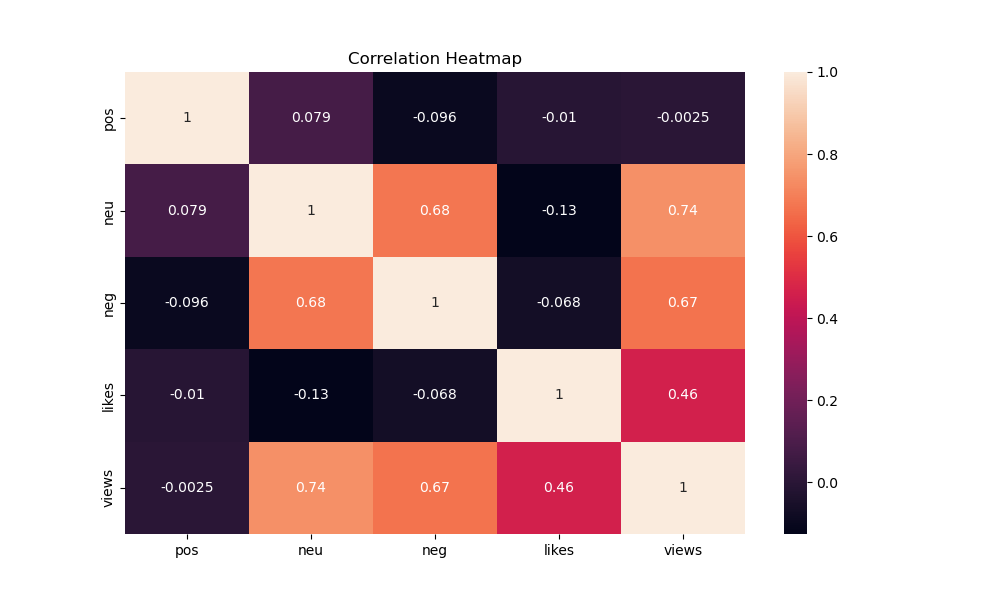 Correlation Heatmap
pos 1 0.079 -0.096 -0.01 -0.0025
neu 0.079 1 0.68 -0.13 0.74
neg -0.096 0.68 1 -0.068 0.67
likes -0.01 -0.13 -0.068 1 0.46
views -0.0025 0.74 0.67 0.46 1
pos neu neg likes views
1.0
0.8
0.6
0.4
0.2
0.0